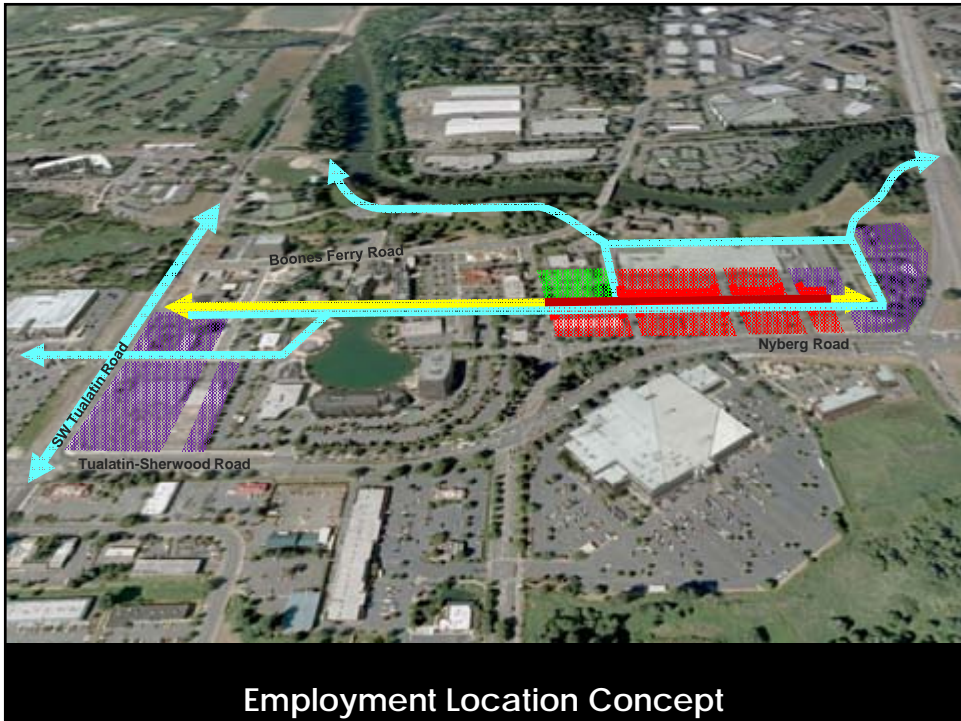 Boones Ferry Road
Nyberg Road
SW Tualatin Road
Tualatin-Sherwood Road
Employment Location Concept